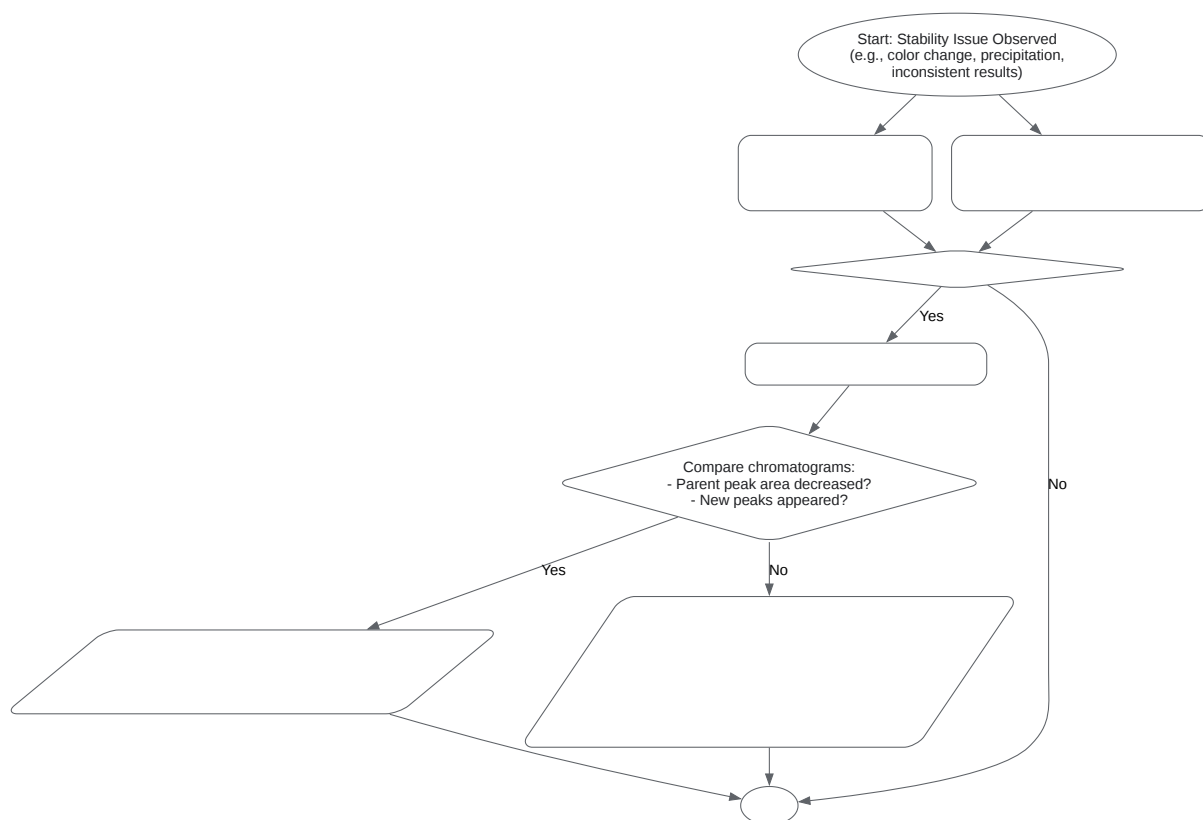 Start: Stability Issue Observed
(e.g., color change, precipitation,
inconsistent results)
Yes
Compare chromatograms:
- Parent peak area decreased?
- New peaks appeared?
No
Yes
No